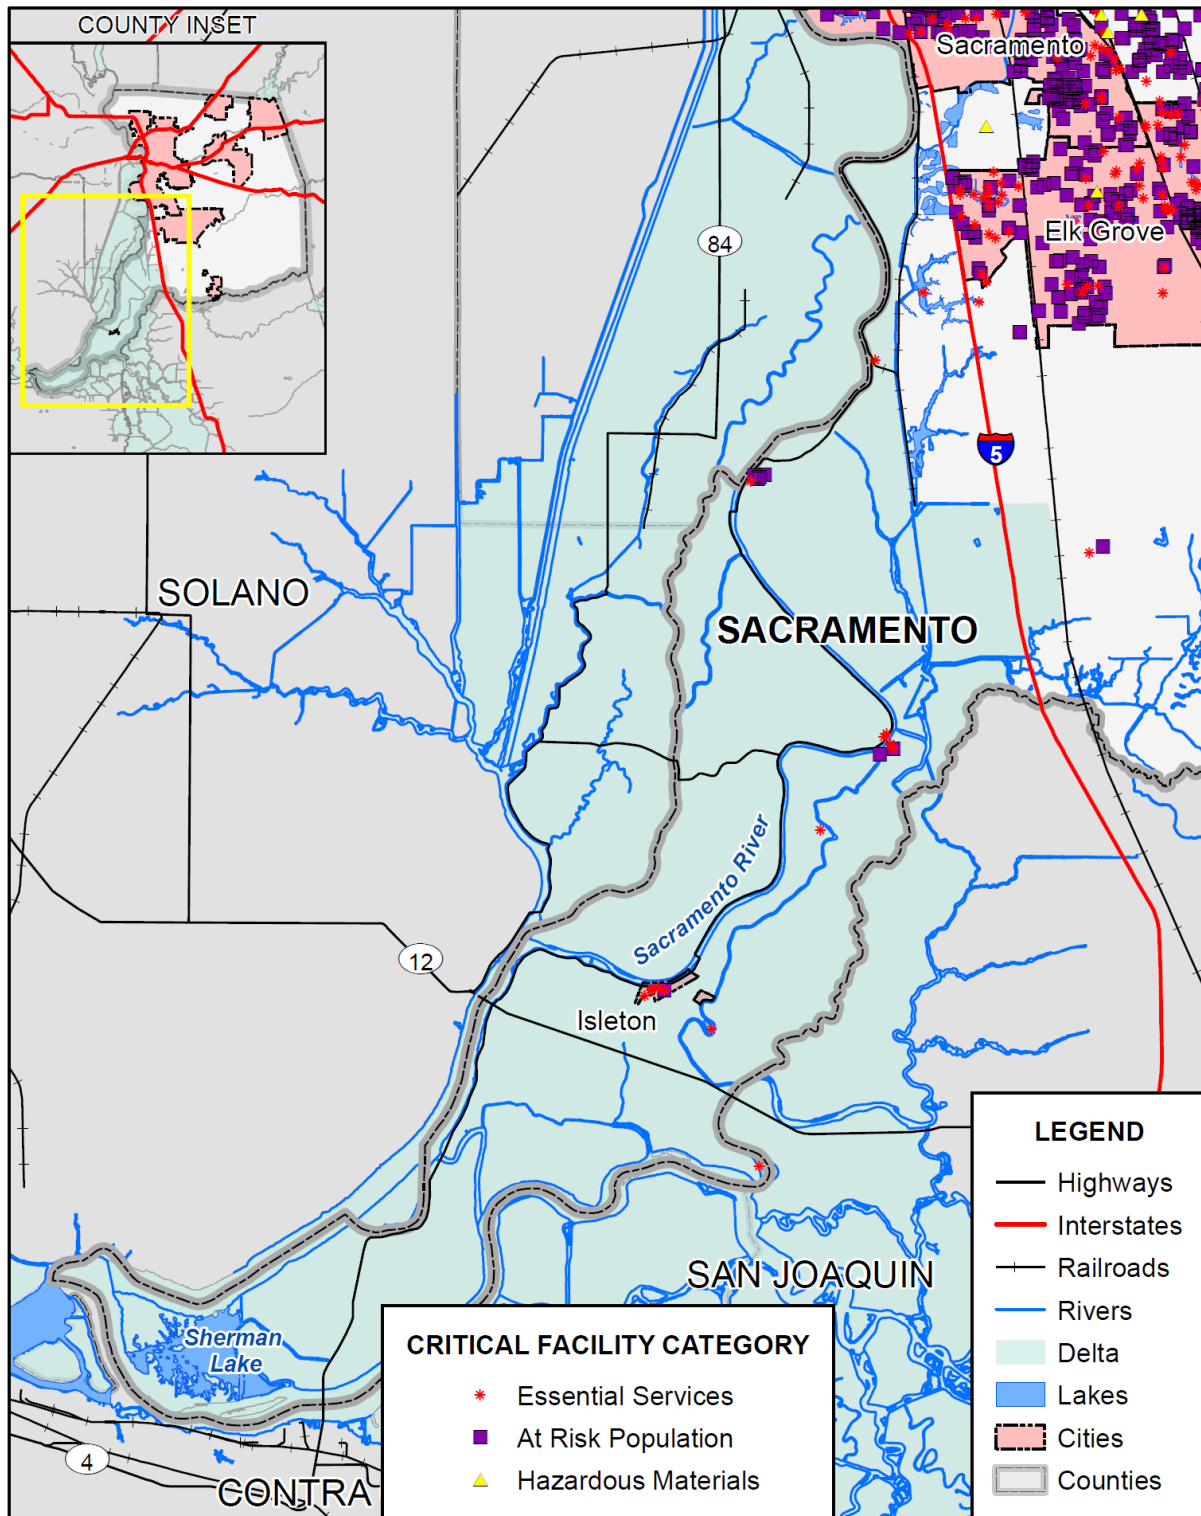 COUNTY INSET
Sacramento
Elk Grove
84
5
SOLANO
SACRAMENTO
Sacramento River
12
Isleton
SAN JOAQUIN
Sherman
Lake
4
CONTRA
CRITICAL FACILITY CATEGORY
Essential Services
At Risk Population
Hazardous Materials
LEGEND
Highways
Interstates
Railroads
Rivers
Delta
Lakes
Cities
Counties